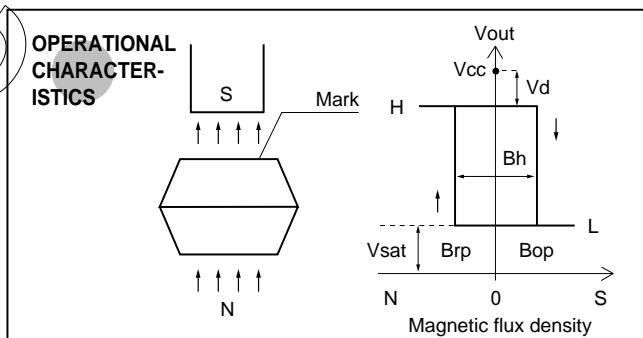 OPERATIONAL
CHARACTER-
ISTICS
S
Mark
N
Vout
Vcc
Vd
H
Bh
L
Vsat
Brp
Bop
N
0
S
Magnetic flux density